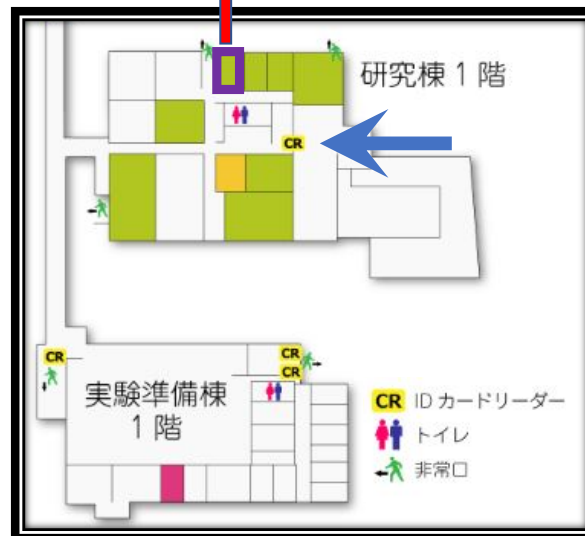 研究棟 1 階
CR
実験準備棟
1 階
CR
CR
CR
CR ID カードリーダー
トイレ
非常口